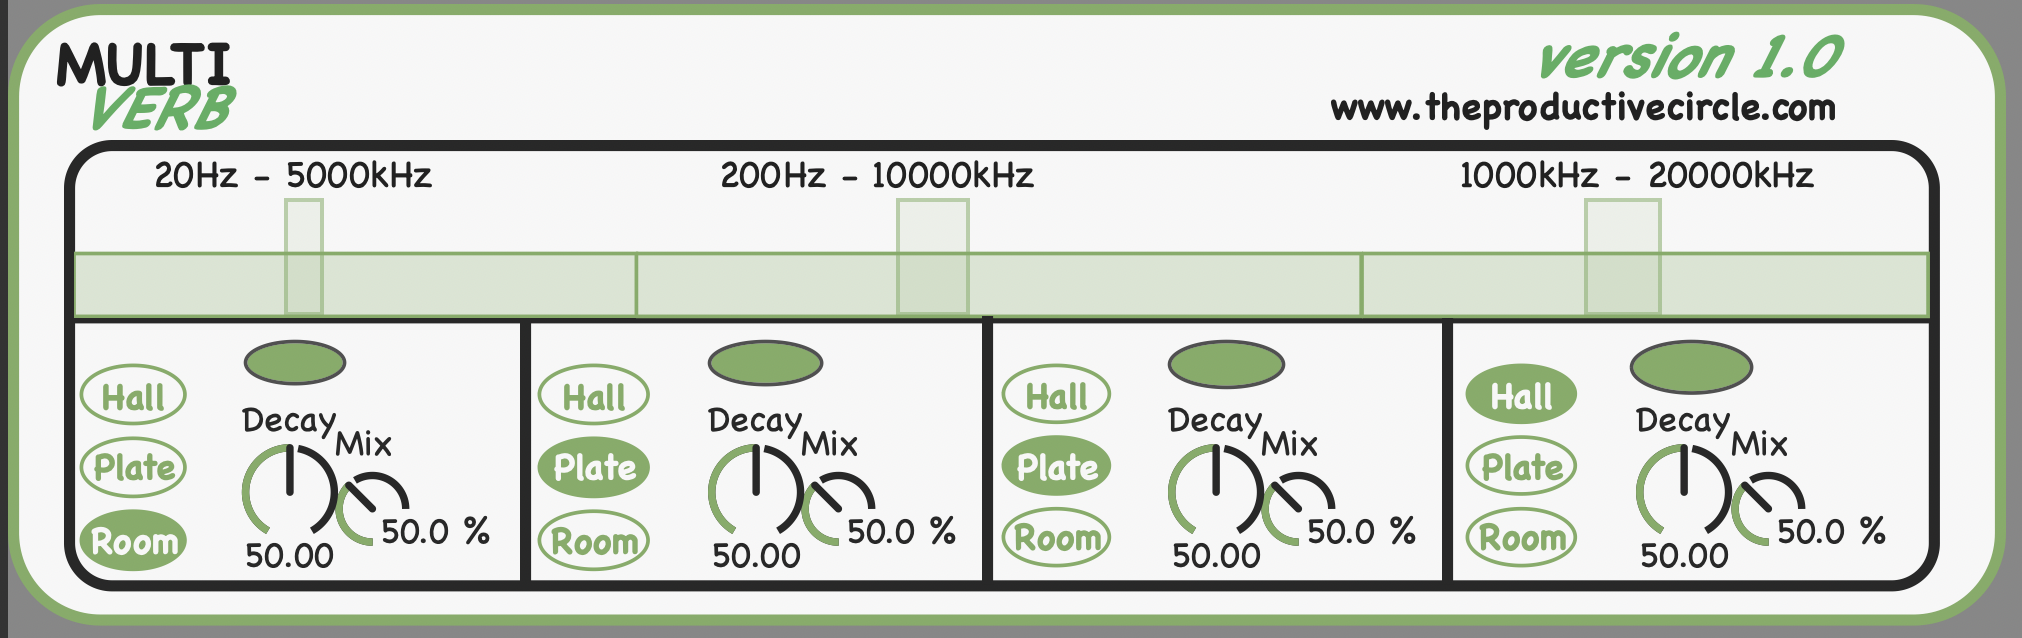 MULTI
VERB
version 1.0
www.theproductivecircle.com
20Hz - 5000kHz
200Hz - 10000kHz
1000kHz - 20000kHz
Hall
Plate
Room
Decay
Mix
50.00
50.0 %
Hall
Plate
Room
Decay
Mix
50.00
50.0 %
Hall
Plate
Room
Decay
Mix
50.00
50.0 %
Hall
Plate
Room
Decay
Mix
50.00
50.0 %